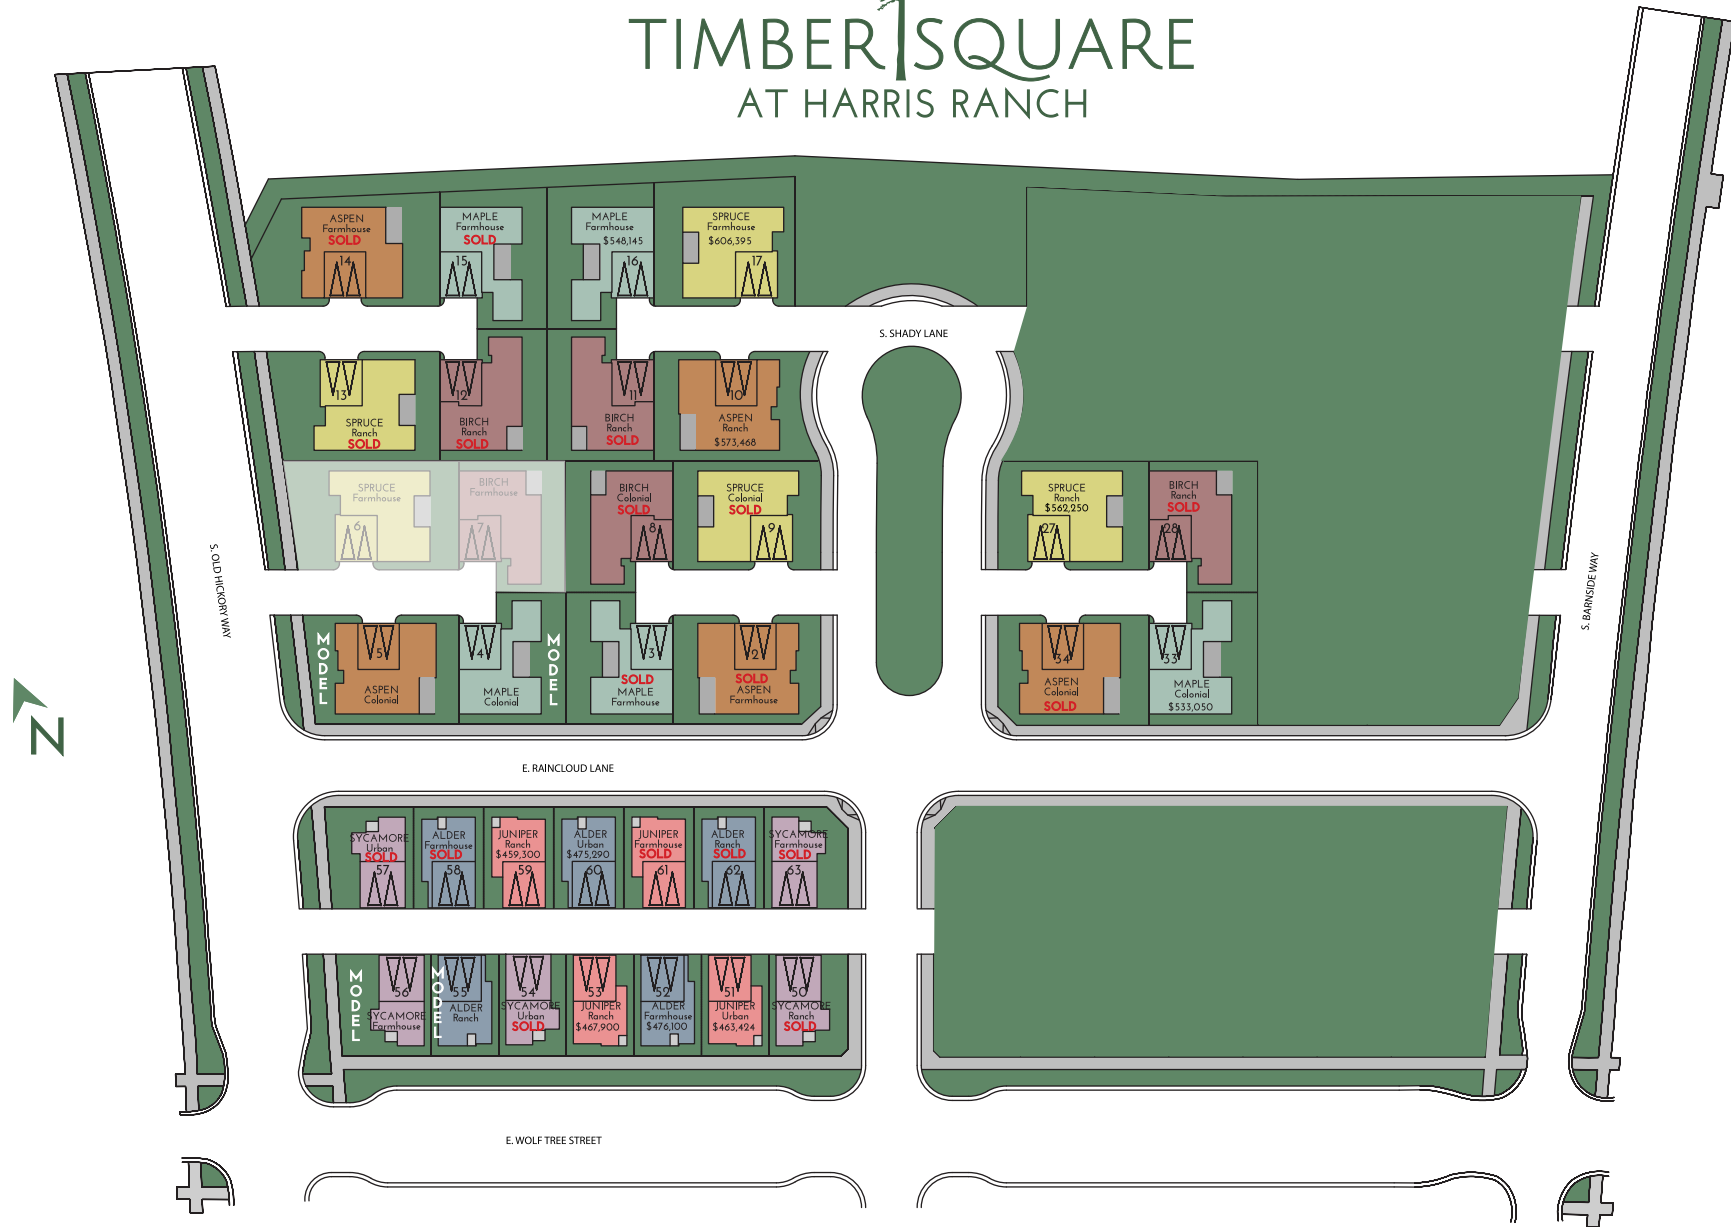 TIMBER SQUARE
AT HARRIS RANCH
ASPEN
Farmhouse
SOLD
14
MAPLE
Farmhouse
SOLD
15
MAPLE
Farmhouse
$548,145
16
SPRUCE
Farmhouse
$606,395
17
S. SHADY LANE
13
SPRUCE
Ranch
SOLD
12
BIRCH
Ranch
SOLD
11
BIRCH
Ranch
SOLD
10
ASPEN
Ranch
$573,468
SPRUCE
Farmhouse
6
BIRCH
Farmhouse
7
BIRCH
Colonial
SOLD
8
SPRUCE
Colonial
SOLD
9
SPRUCE
Ranch
$562,250
27
BIRCH
Ranch
SOLD
28
S. OLD HICKORY WAY
S. BARNSIDE WAY
MODEL
5
ASPEN
Colonial
4
MAPLE
Colonial
MODEL
3
SOLD
MAPLE
Farmhouse
2
SOLD
ASPEN
Farmhouse
34
ASPEN
Colonial
SOLD
33
MAPLE
Colonial
$533,050
N
E. RAINCLOUD LANE
SYCAMORE
Urban
SOLD
57
ALDER
Farmhouse
SOLD
58
JUNIPER
Ranch
$459,300
59
ALDER
Urban
$475,290
60
JUNIPER
Farmhouse
SOLD
61
ALDER
Ranch
SOLD
62
SYCAMORE
Farmhouse
SOLD
63
MODEL
56
SYCAMORE
Farmhouse
MODEL
55
ALDER
Ranch
54
SYCAMORE
Urban
SOLD
53
JUNIPER
Ranch
$467,900
52
ALDER
Farmhouse
$476,100
51
JUNIPER
Urban
$463,424
50
SYCAMORE
Ranch
SOLD
E. WOLF TREE STREET